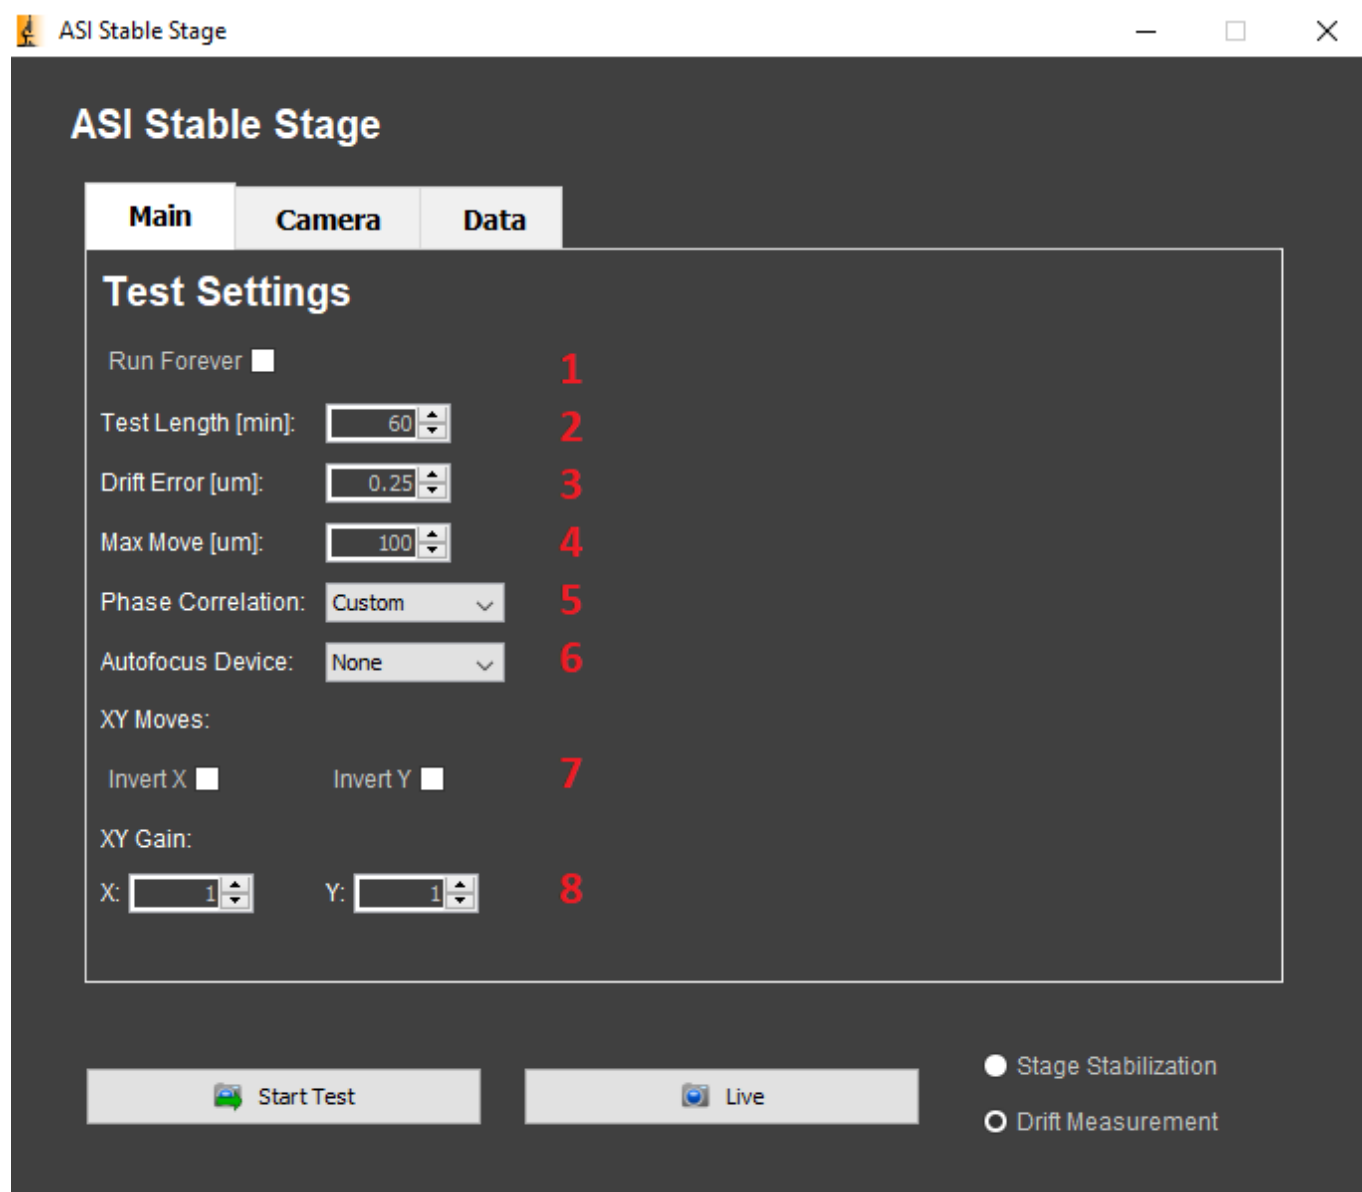 ASI Stable Stage
ASI Stable Stage
Main Camera Data
Test Settings
Run Forever 1
Test Length [min]: 60 2
Drift Error [um]: 0.25 3
Max Move [um]: 100 4
Phase Correlation: Custom 5
Autofocus Device: None 6
XY Moves:
Invert X Invert Y 7
XY Gain:
X: 1 Y: 1 8
Stage Stabilization
Start Test Live
Drift Measurement